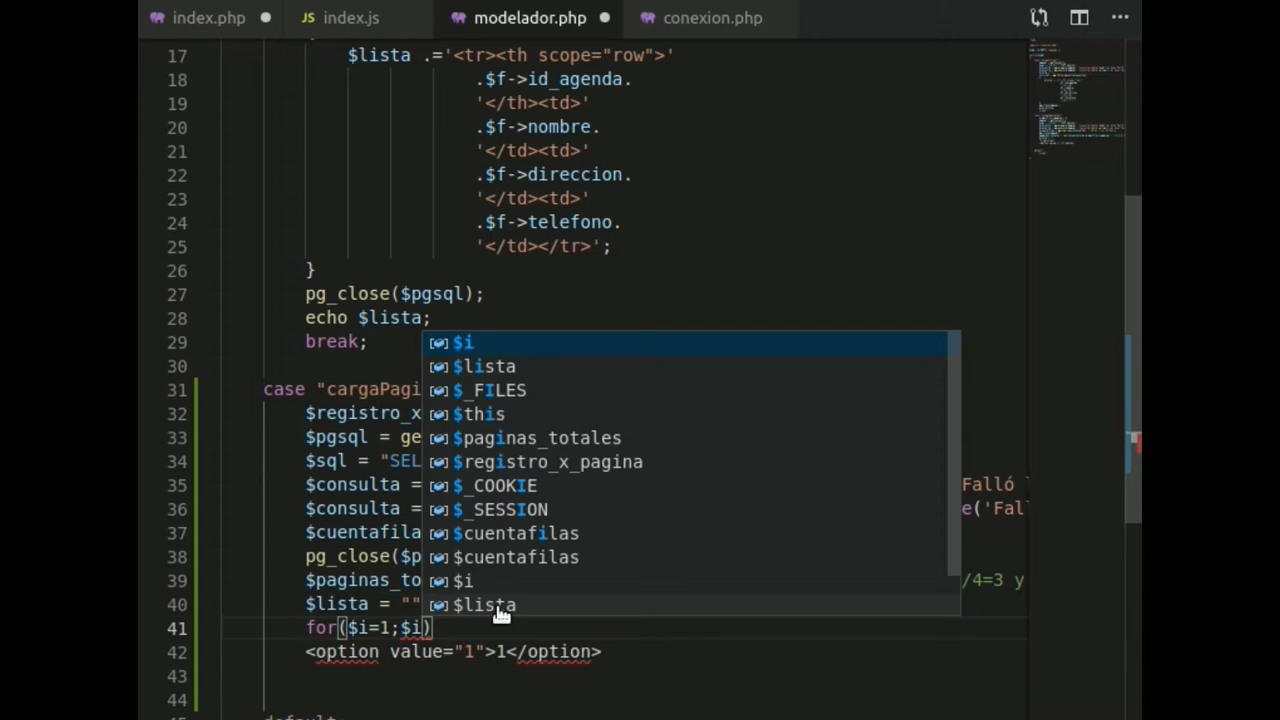 index.php
JS index.js
modelador.php
conexion.php
17 $lista .='<tr><th scope="row">'
18 .$f->id_agenda.
19 '</th><td>'
20 .$f->nombre.
21 '</td><td>'
22 .$f->direccion.
23 '</td><td>'
24 .$f->telefono.
25 '</td></tr>';
26 }
27 pg_close($pgsql);
28 echo $lista;
29 break;
30
31 case "cargaPagi
32 $registro_x
33 $pgsql = ge
34 $sql = "SEL
35 $consulta = Falló
36 $consulta = e('Fal
37 $cuentafila
38 pg_close($p
39 $paginas_to /4=3 y
40 $lista = ""
41 for($i=1;$i)
42 <option value="1">1</option>
43
44
$i
$lista
$_FILES
$this
$paginas_totales
$registro_x_pagina
$_COOKIE
$_SESSION
$cuentafilas
$cuentafilas
$i
$lista